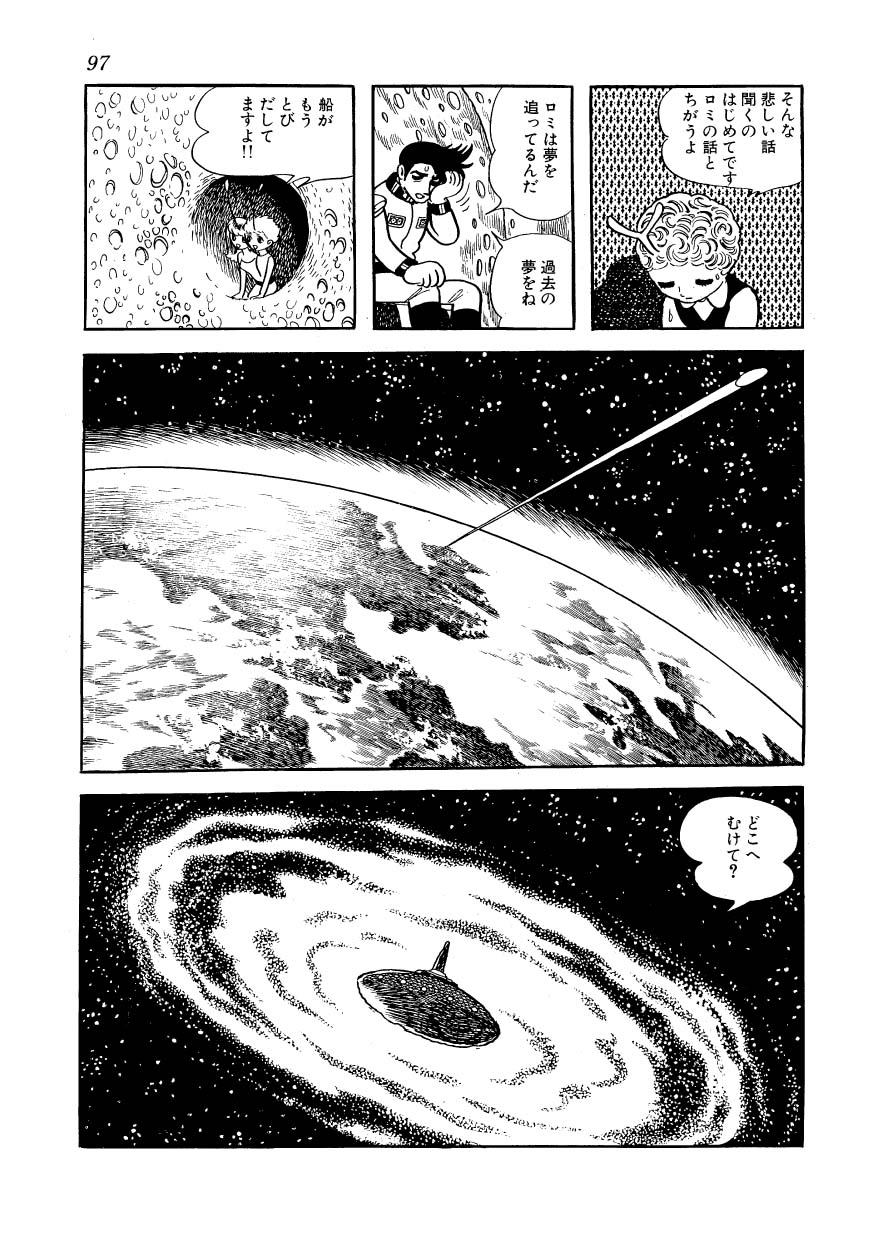 97
そんな
悲しい話
聞くの
はじめてです
ロミの話と
ちがうよ
ロミは夢を
追ってるんだ
過去の
夢をね
船が
もう
とび
だして
ますよ!!
どこへ
むけて?